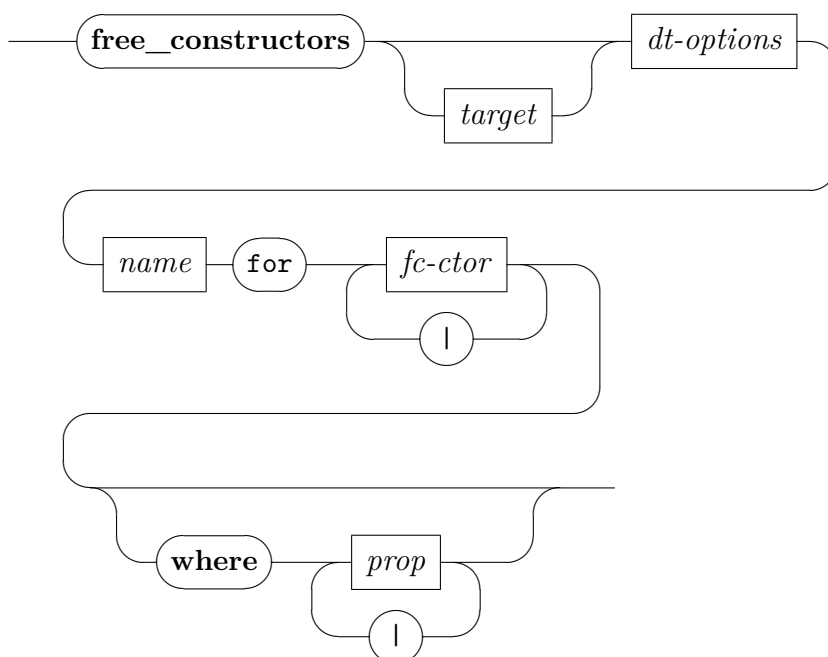 free_constructors dt-options
target
name for fc-ctor
|
where prop
|